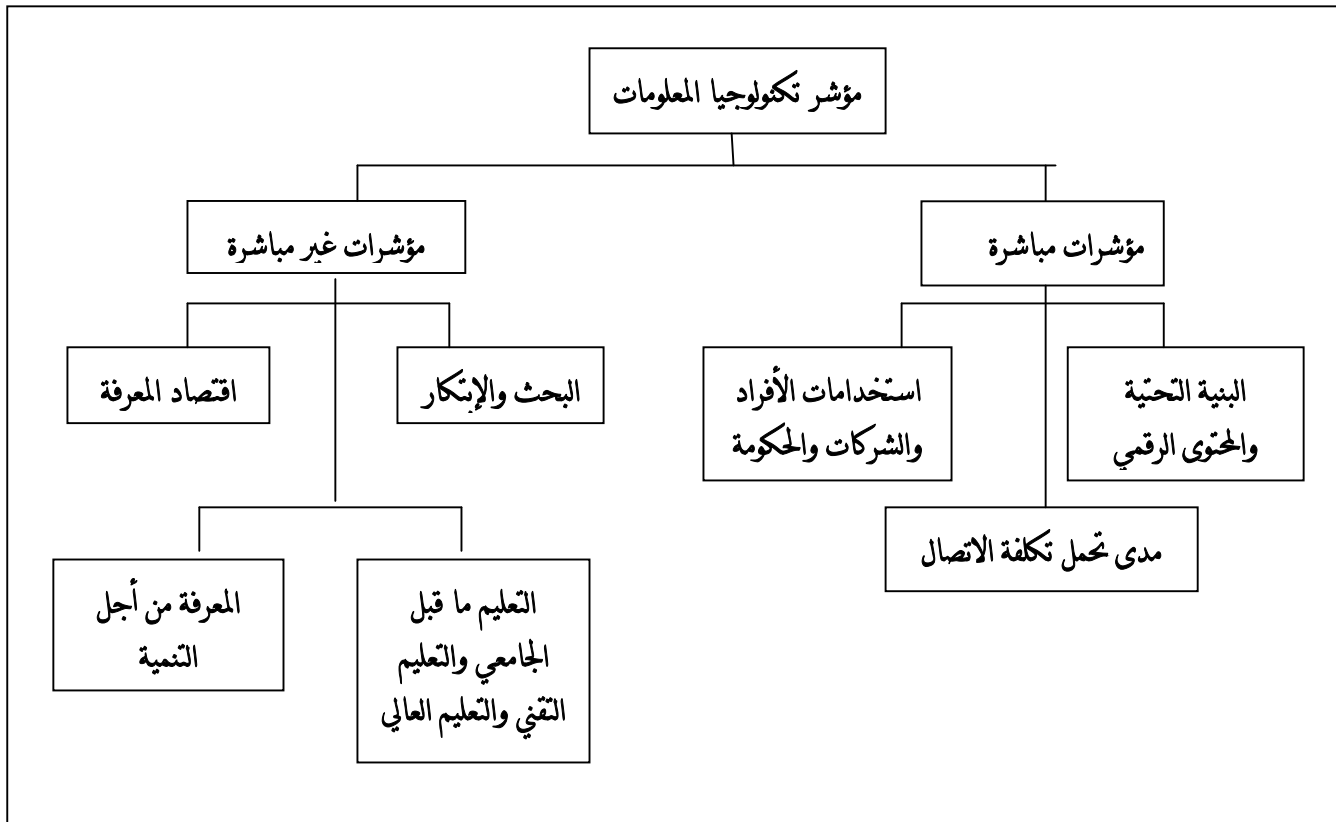 مؤشر تكنولوجيا المعلومات
مؤشرات مباشرة
مؤشرات غير مباشرة
البنية التحتية
والمحتوى الرقمي
استخدامات الأفراد
والشركات والحكومة
مدى تحمل تكلفة الاتصال
البحث والإبتكار
اقتصاد المعرفة
التعليم ما قبل
الجامعي والتعليم
التقني والتعليم العالي
المعرفة من أجل
التنمية